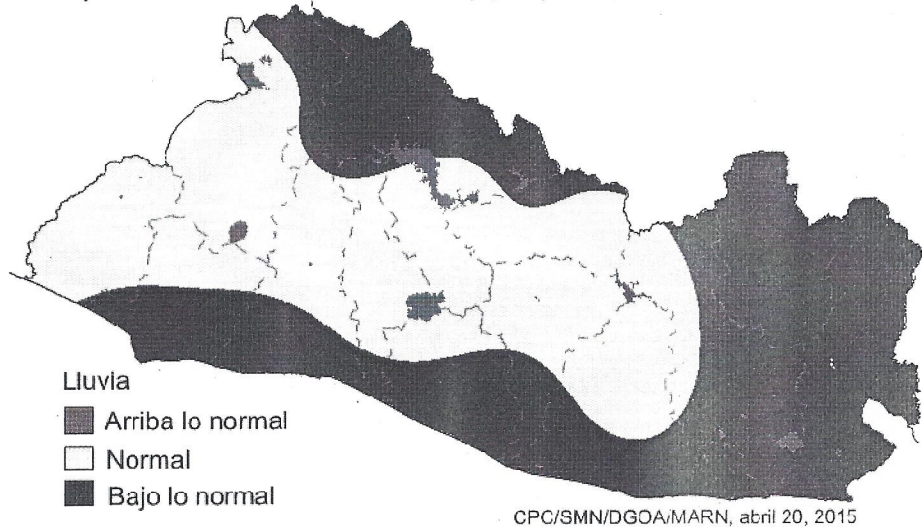 Lluvia
Arriba lo normal
Normal
Bajo lo normal
CPC/SMN/DGOA/MARN, abril 20, 2015